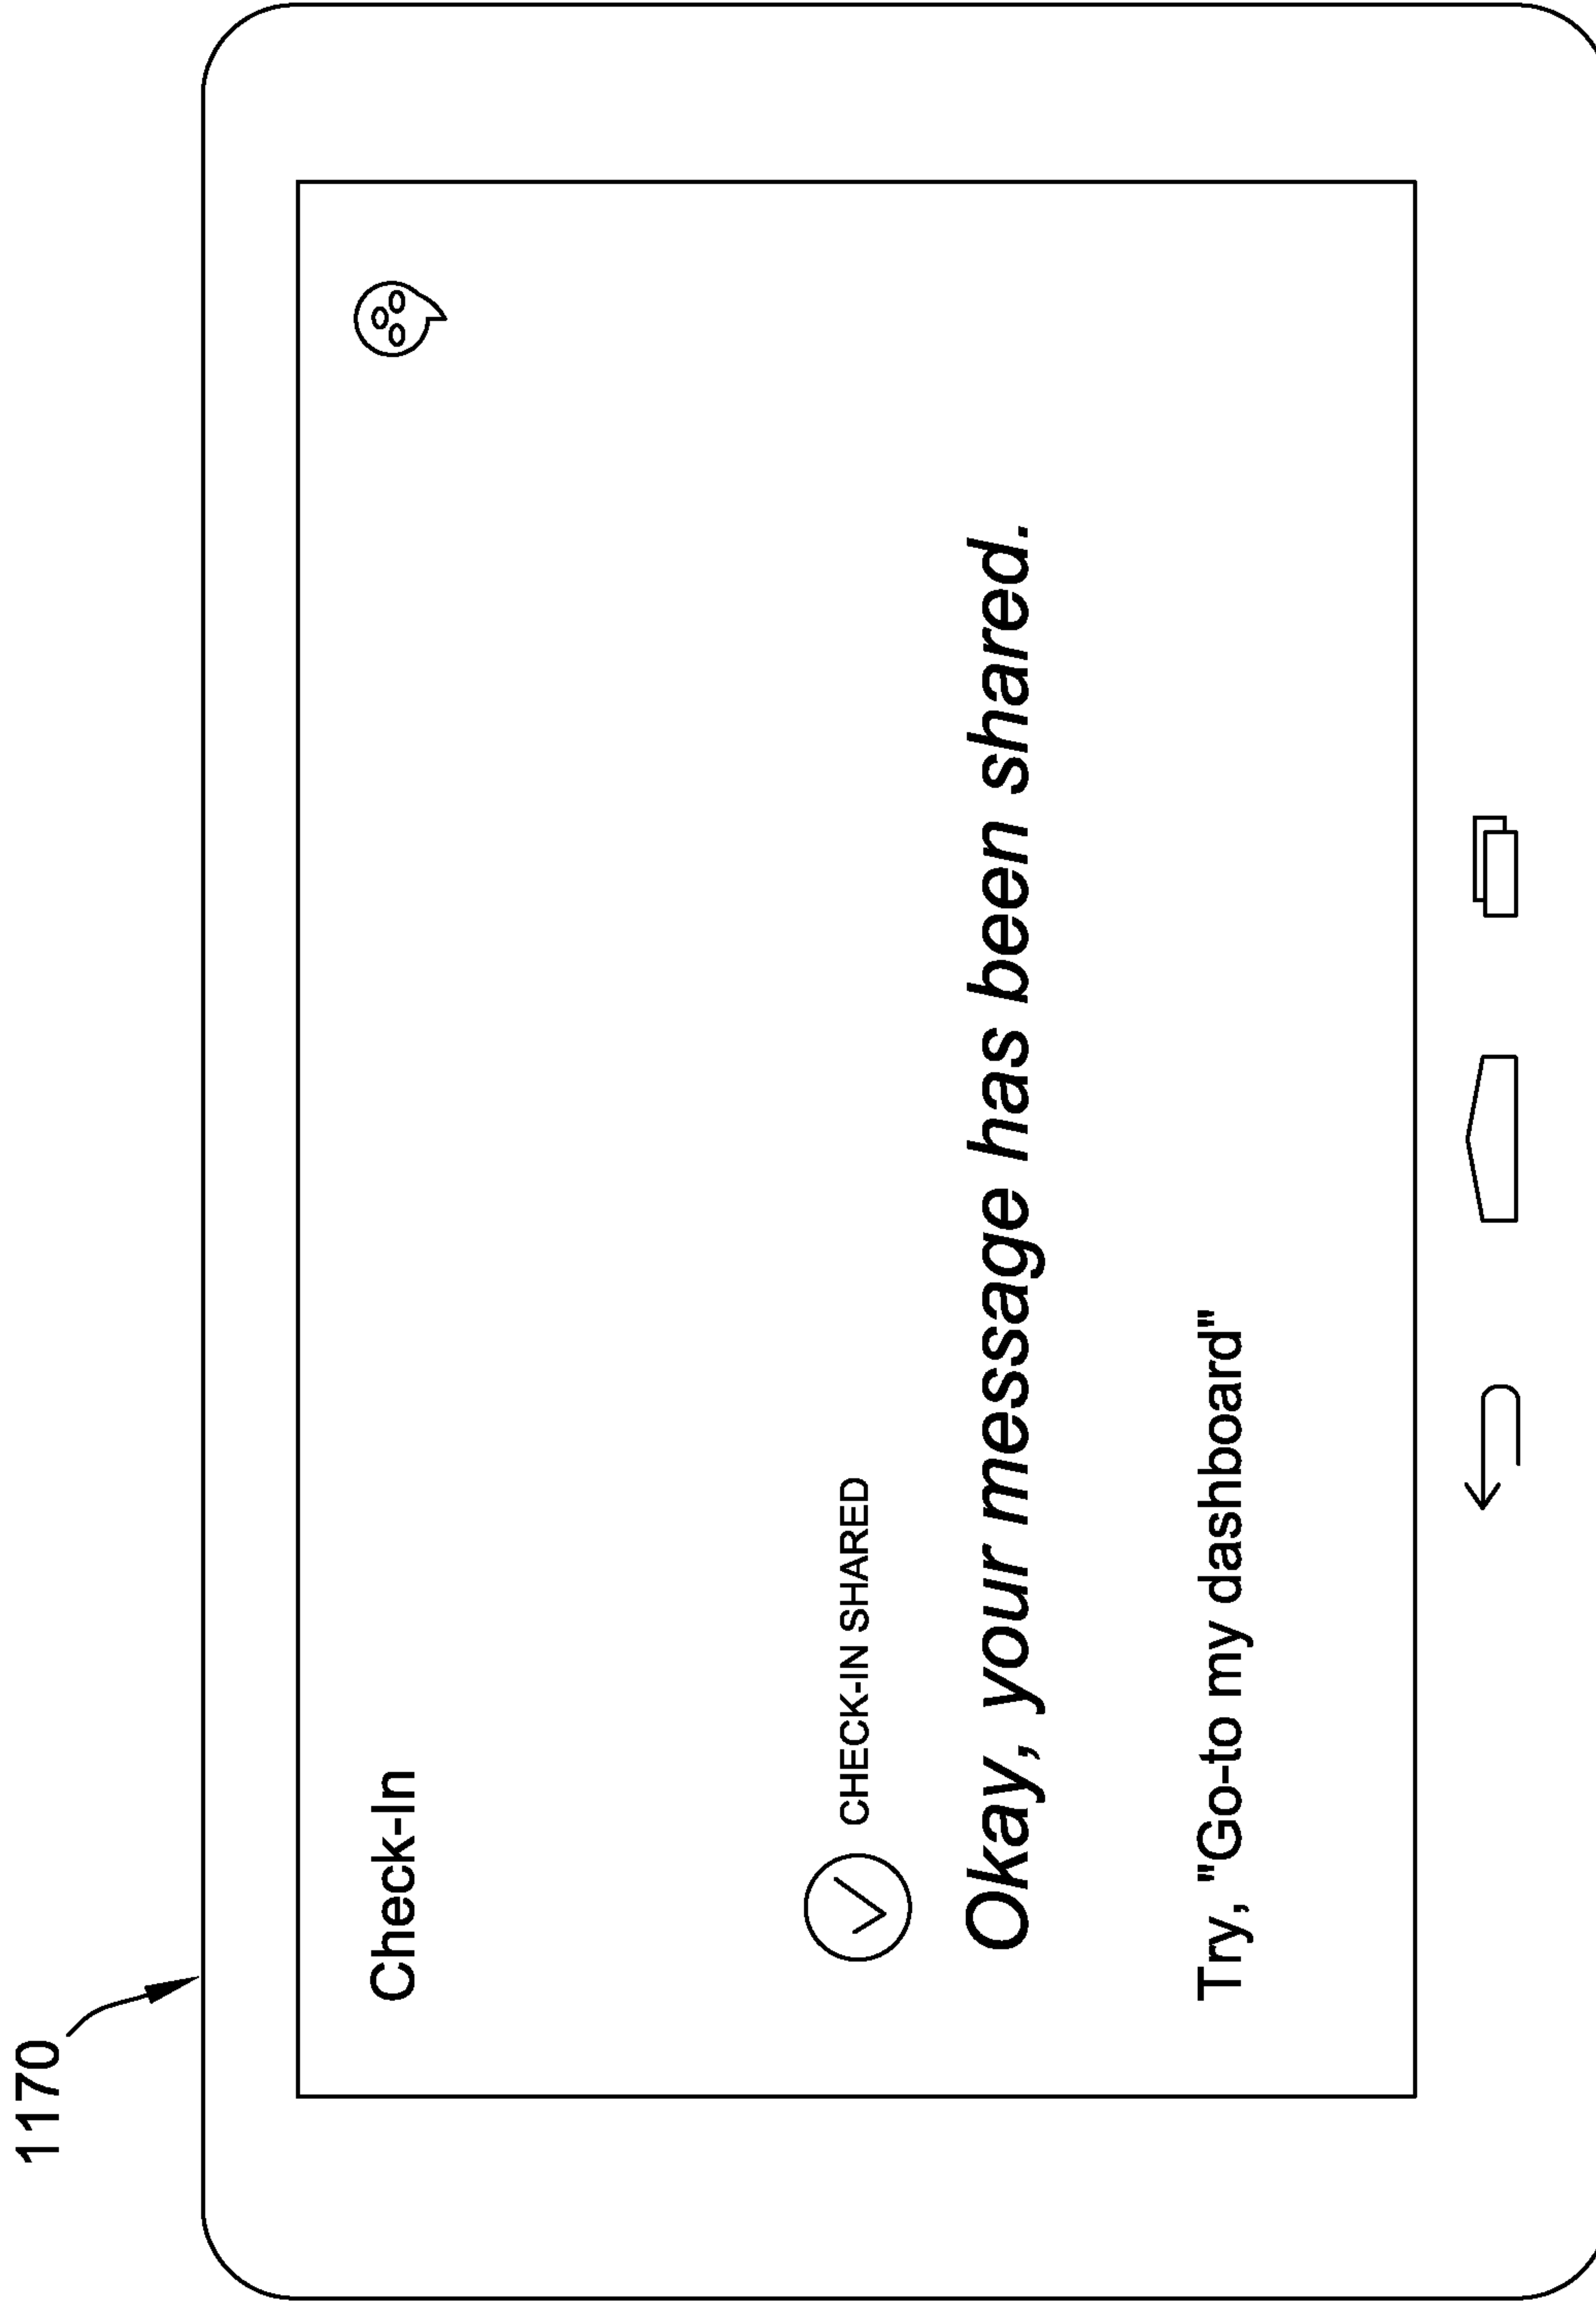 1170
Check-In
CHECK-IN SHARED
Okay, your message has been shared.
Try, "Go-to my dashboard"